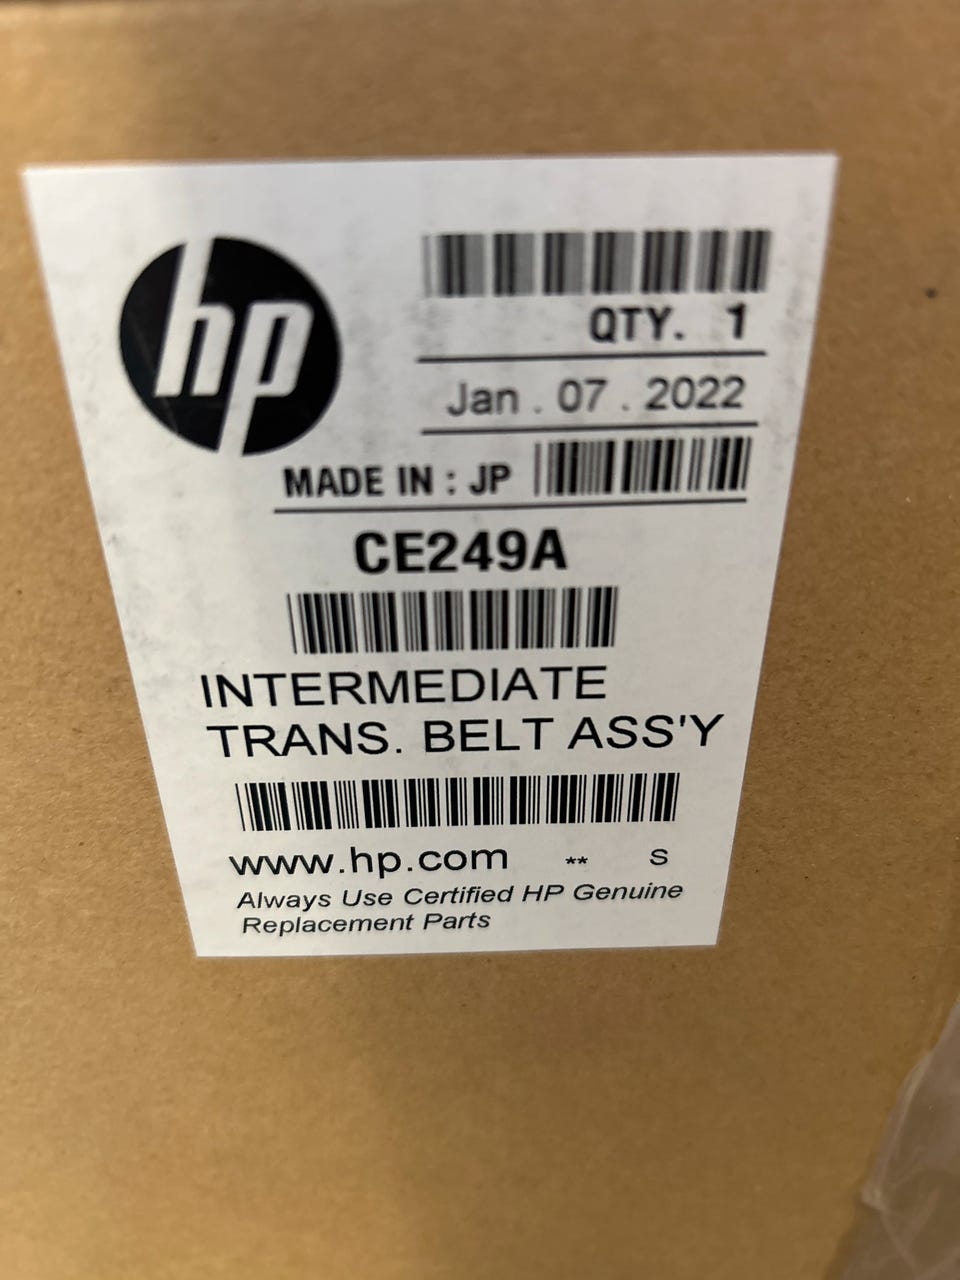 hp
QTY. 1
Jan . 07 . 2022
MADE IN : JP
CE249A
INTERMEDIATE
TRANS. BELT ASS'Y
www.hp.com ** S
Always Use Certified HP Genuine
Replacement Parts